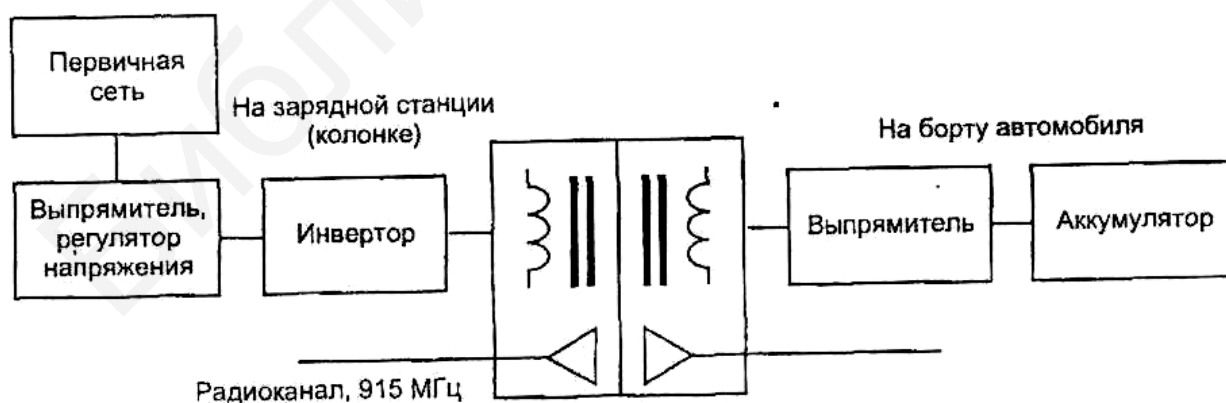 Первичная
сеть
На зарядной станции
(колонке)
На борту автомобиля
Выпрямитель,
регулятор
напряжения
Инвертор
Выпрямитель
Аккумулятор
Радиоканал, 915 МГц